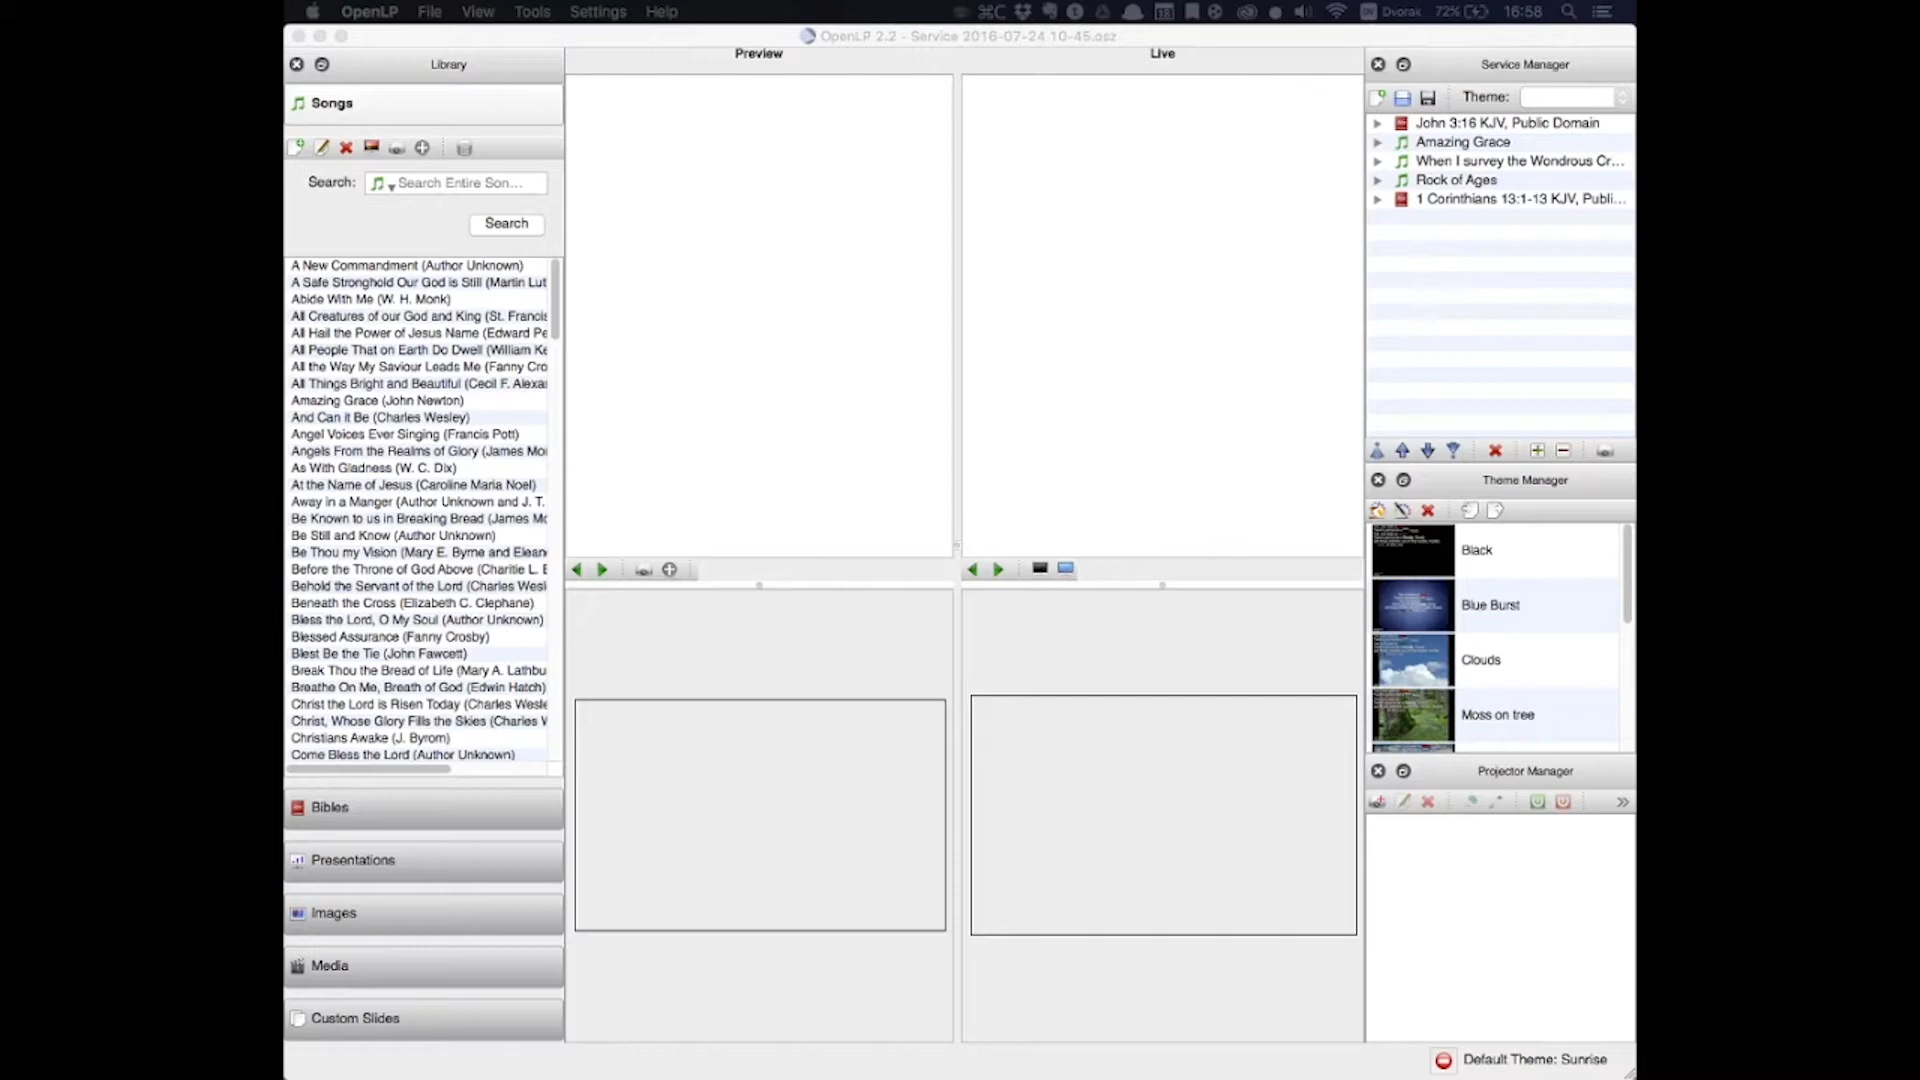 OpenLP File View Tools Settings Help Dvorak 72% 16:58
OpenLP 2.2 - Service 2016-07-24 10-45.osz
Library
Songs
Search: Search Entire Son...
Search
A New Commandment (Author Unknown)
A Safe Stronghold Our God is Still (Martin Lut
Abide With Me (W. H. Monk)
All Creatures of our God and King (St. Francis
All Hail the Power of Jesus Name (Edward Pe
All People That on Earth Do Dwell (William Ke
All the Way My Saviour Leads Me (Fanny Cro
All Things Bright and Beautiful (Cecil F. Alexa
Amazing Grace (John Newton)
And Can it Be (Charles Wesley)
Angel Voices Ever Singing (Francis Pott)
Angels From the Realms of Glory (James Mo
As With Gladness (W. C. Dix)
At the Name of Jesus (Caroline Maria Noel)
Away in a Manger (Author Unknown and J. T.
Be Known to us in Breaking Bread (James Mo
Be Still and Know (Author Unknown)
Be Thou my Vision (Mary E. Byrne and Elean
Before the Throne of God Above (Charitie L. B
Behold the Servant of the Lord (Charles Wesl
Beneath the Cross (Elizabeth C. Clephane)
Bless the Lord, O My Soul (Author Unknown)
Blessed Assurance (Fanny Crosby)
Blest Be the Tie (John Fawcett)
Break Thou the Bread of Life (Mary A. Lathbu
Breathe On Me, Breath of God (Edwin Hatch)
Christ the Lord is Risen Today (Charles Wesle
Christ, Whose Glory Fills the Skies (Charles W
Christians Awake (J. Byrom)
Come Bless the Lord (Author Unknown)
Bibles
Presentations
Images
Media
Custom Slides
Preview
Live
Service Manager
Theme:
John 3:16 KJV, Public Domain
Amazing Grace
When I survey the Wondrous Cr...
Rock of Ages
1 Corinthians 13:1-13 KJV, Publi...
Theme Manager
Black
Blue Burst
Clouds
Moss on tree
Projector Manager
Default Theme: Sunrise